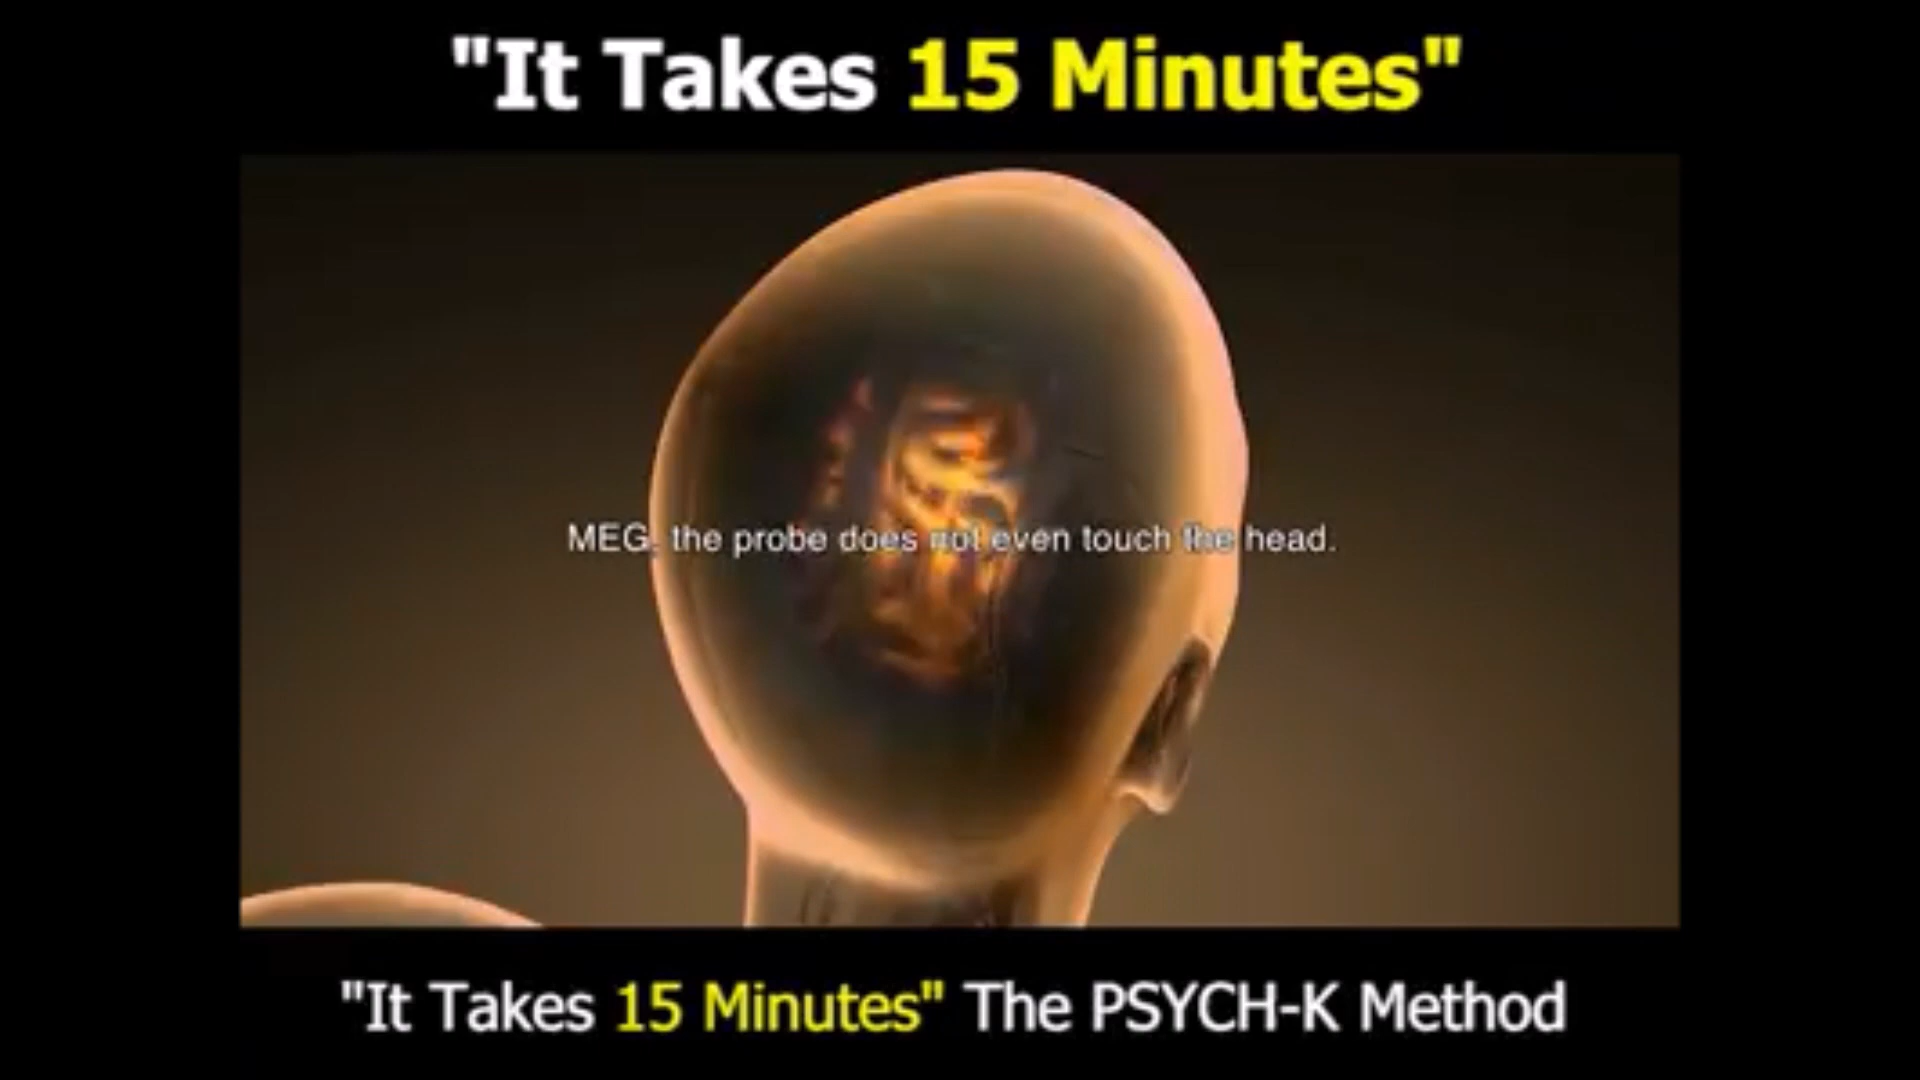 "It Takes 15 Minutes"
MEG, the probe does not even touch the head.
"It Takes 15 Minutes" The PSYCH-K Method